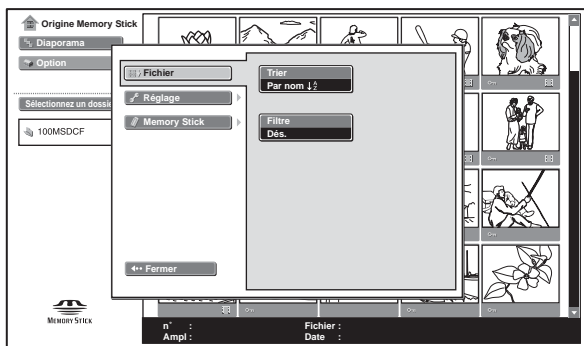 Origine Memory Stick
Diaporama
Option
Sélectionnez un dossie
100MSDCF
Fichier
Réglage
Memory Stick
Fermer
Trier
Par nom ↓A Z
Filtre
Dés.
MEMORY STICK
n° :
Ampl :
Fichier :
Date :